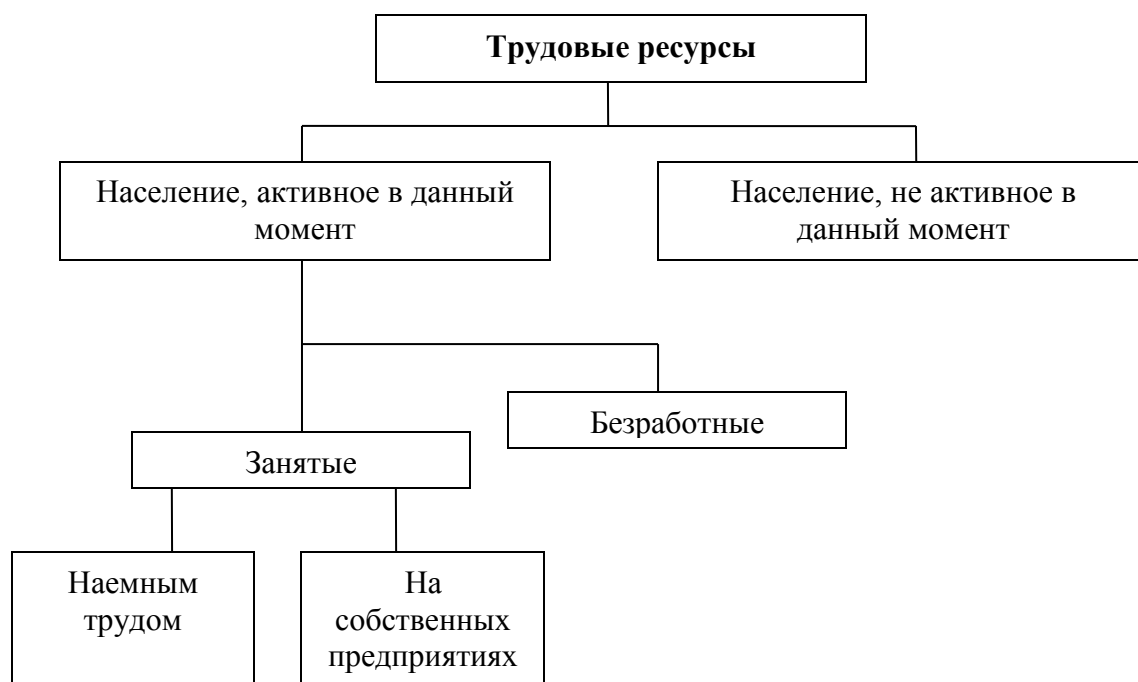 Трудовые ресурсы
Население, активное в данный
момент
Население, не активное в
данный момент
Безработные
Занятые
Наемным
трудом
На
собственных
предприятиях